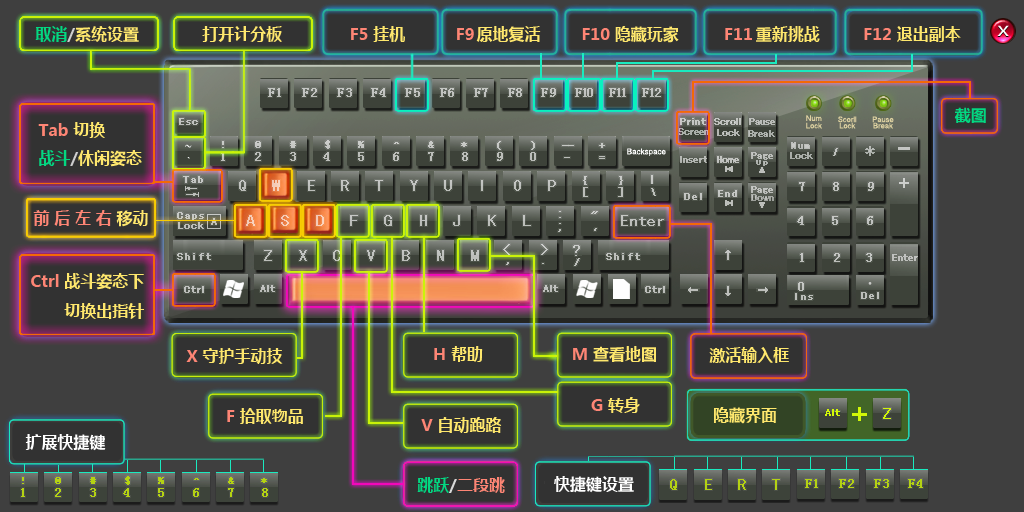 取消/系统设置
打开计分板
F5 挂机
F9原地复活
F10 隐藏玩家
F11重新挑战
F12 退出副本
X
F1 F2 F3 F4 F5 F6 F7 F8 F9 F10 F11 F12
Esc
Print Screen
Scroll Lock
Pause Break
Num Lock
Scorll Lock
Pause Break
截图
Tab 切换
战斗/休闲姿态
~ .
! 1
@ 2
# 3
$ 4
% 5
^ 6
& 7
* 8
( 9
) 0
— -
+ =
Backspace
Insert
Home
Page Up
Num Lock
/
*
-
Tab
Q W E R T Y U I O P
{ [
} ]
| \
Del
End
Page Down
7 8 9
+
前 后 左 右 移动
Caps Lock A
A S D F G H J K L
: ;
Enter
4 5 6
Ctrl 战斗姿态下
切换出指针
Shift
Z X C V B N M
< ,
> .
? /
Shift
↑
1 2 3
Enter
Ctrl
Alt
Alt
Ctrl
← ↓ →
0 Ins
. Del
X 守护手动技
H 帮助
M 查看地图
激活输入框
F 拾取物品
V 自动跑路
G 转身
隐藏界面
Alt + Z
扩展快捷键
! 1
@ 2
# 3
$ 4
% 5
^ 6
& 7
* 8
跳跃/二段跳
快捷键设置
Q E R T F1 F2 F3 F4